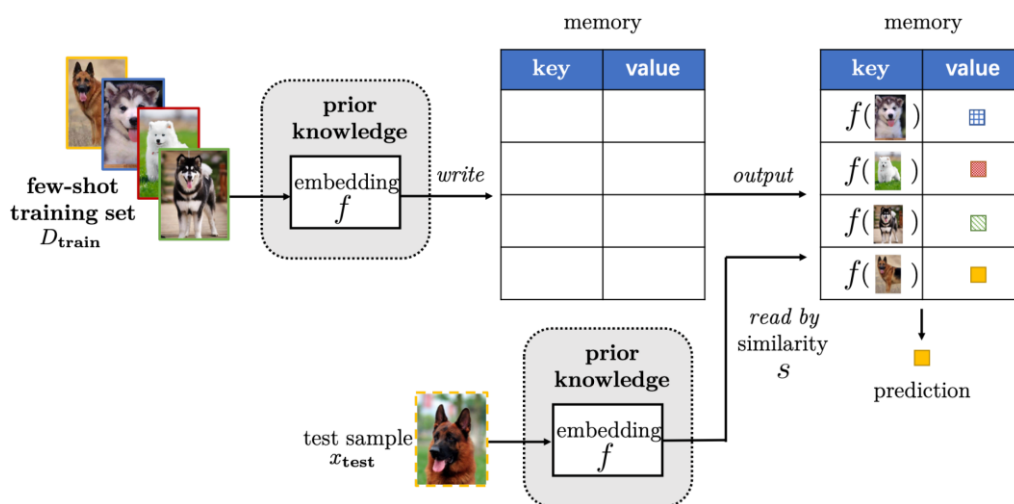 memory
memory
key value
key value
prior
knowledge
embedding
f
write
output
few-shot
training set
D_train
f( )
f( )
f( )
f( )
read by
similarity
s
prior
knowledge
embedding
f
test sample
x_test
prediction